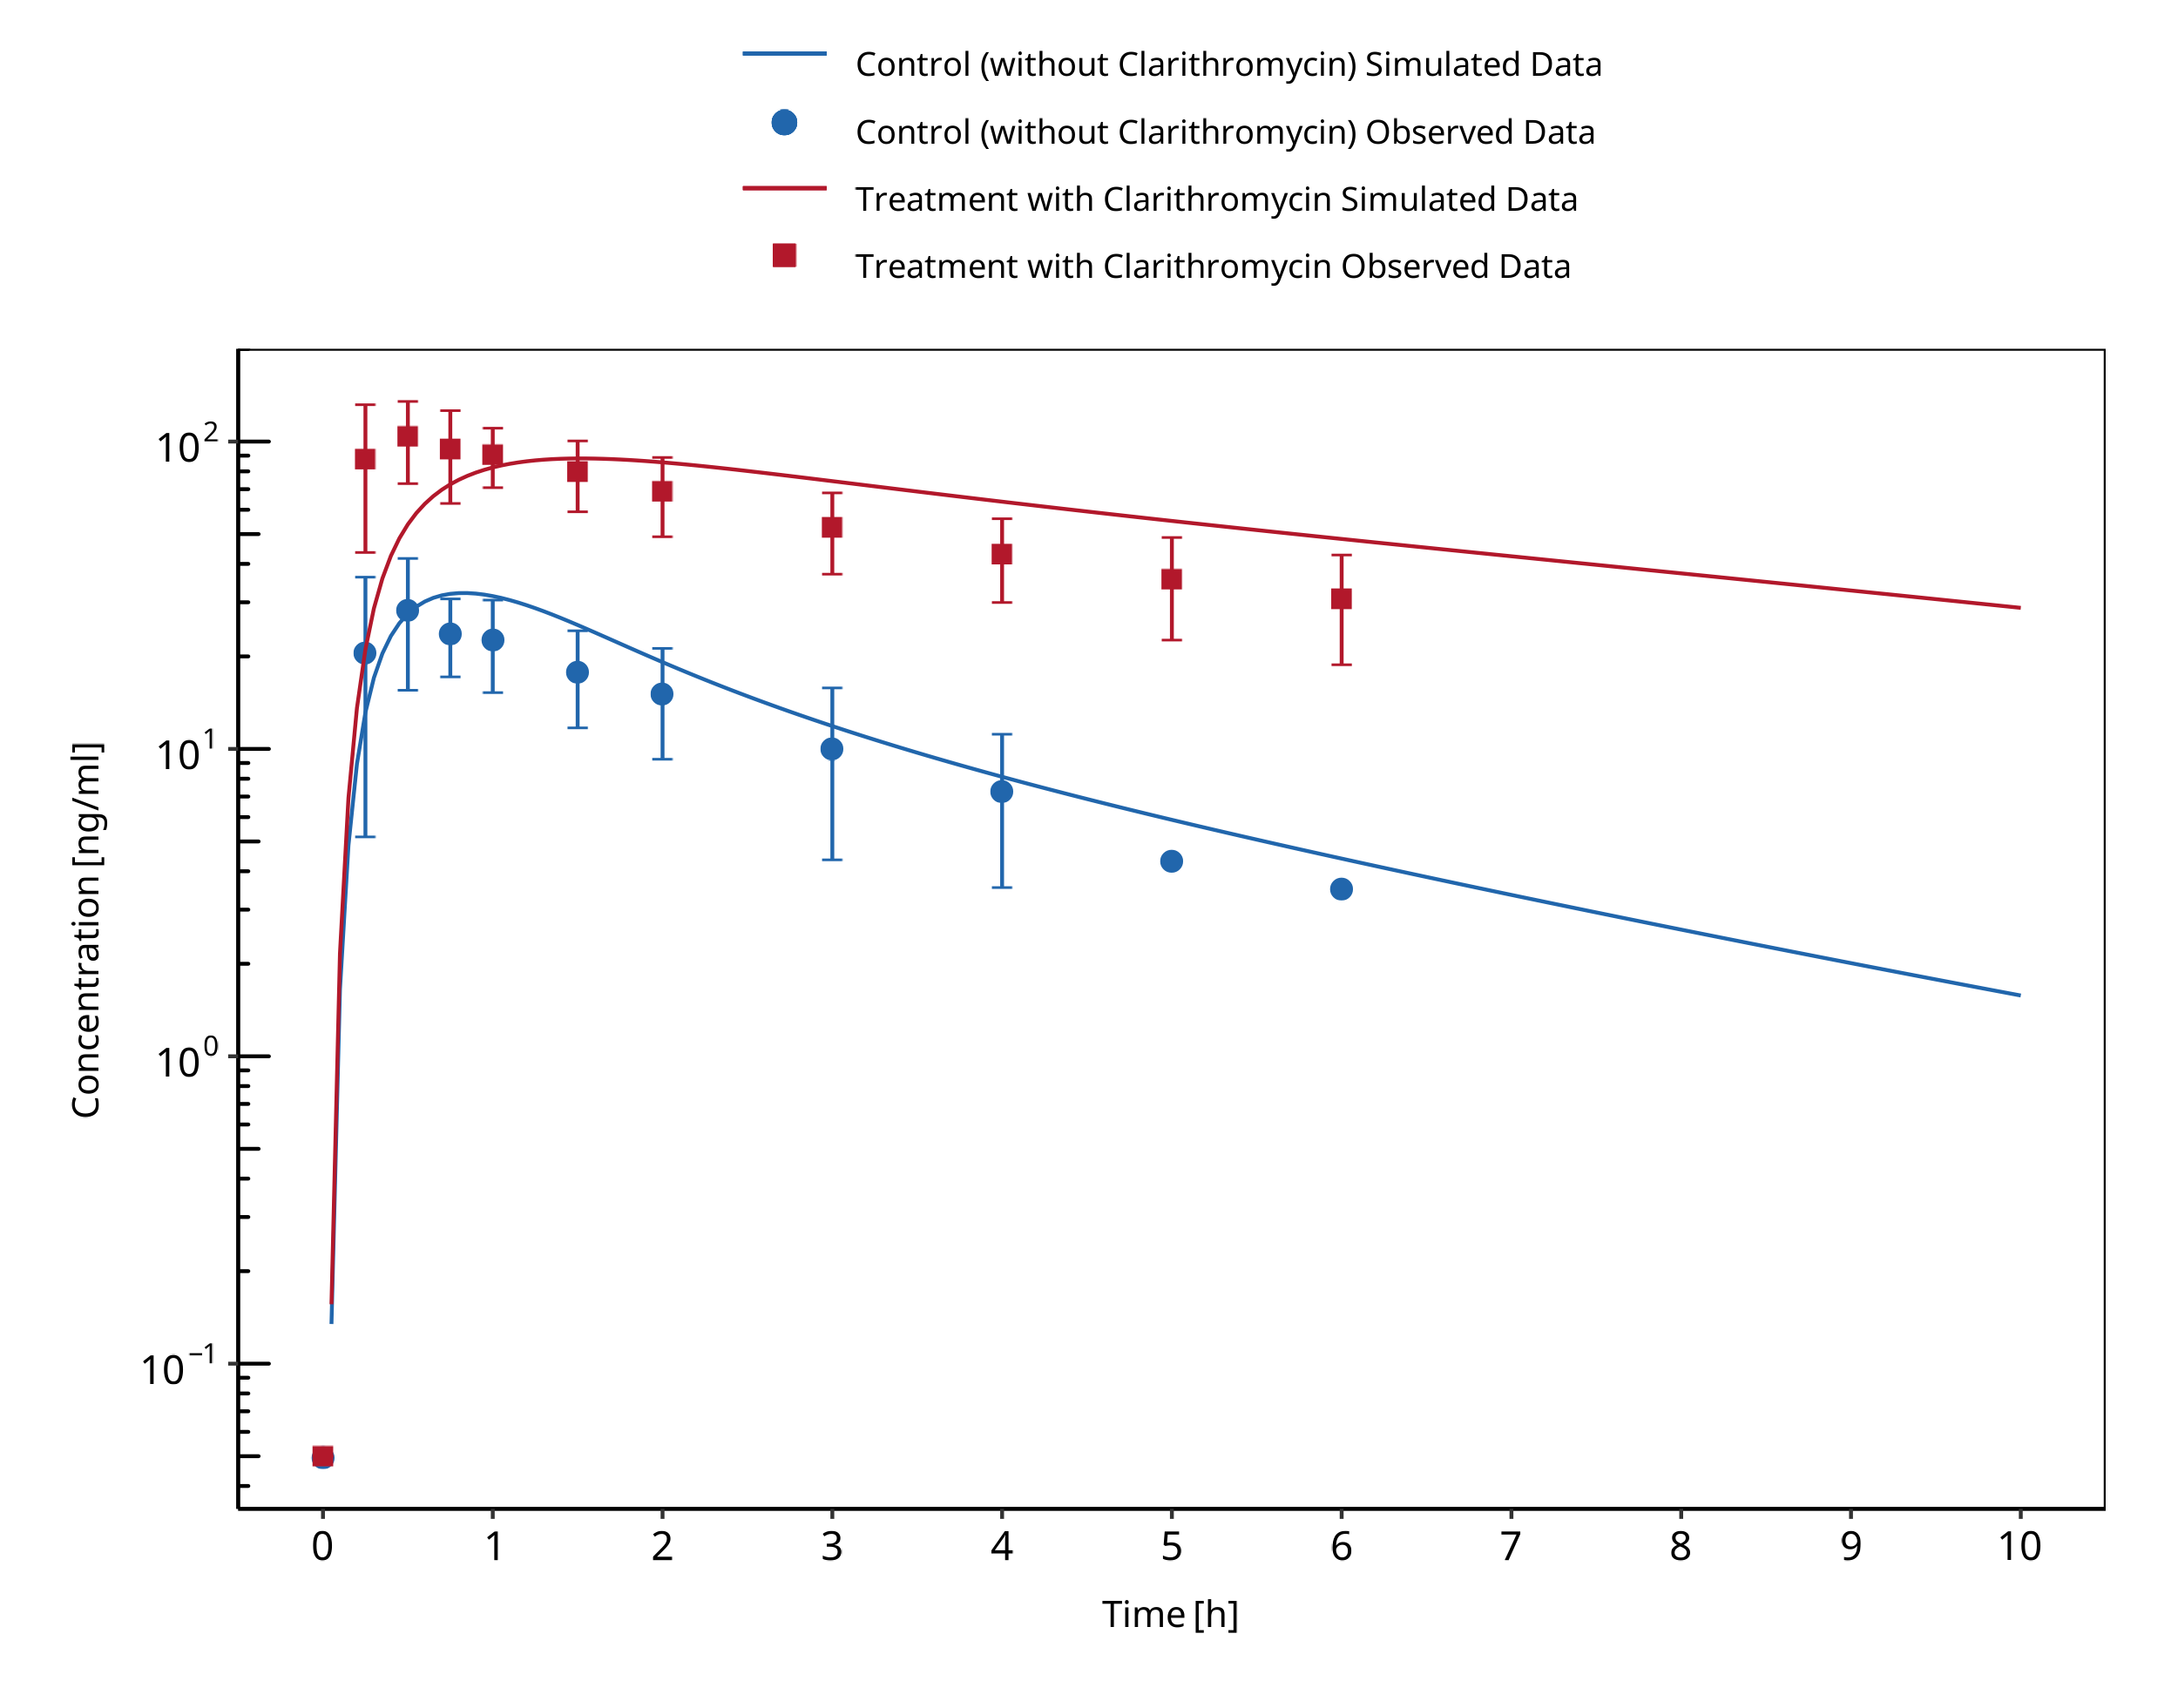 Control (without Clarithromycin) Simulated Data
Control (without Clarithromycin) Observed Data
Treatment with Clarithromycin Simulated Data
Treatment with Clarithromycin Observed Data
10²
10¹
10⁰
10⁻¹
Concentration [ng/ml]
0 1 2 3 4 5 6 7 8 9 10
Time [h]